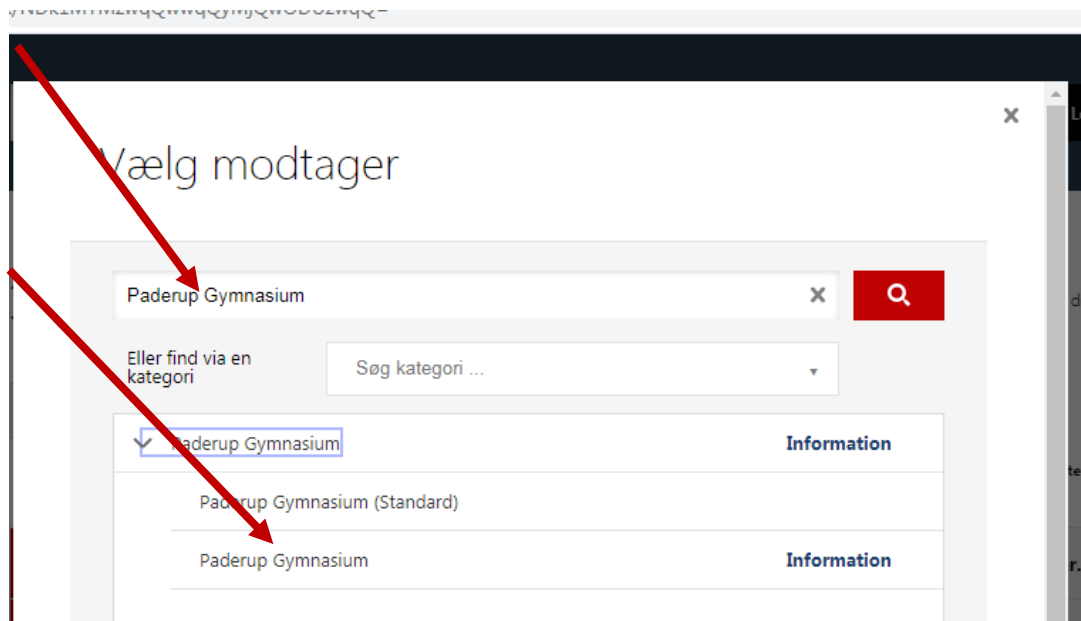 Vælg modtager
Paderup Gymnasium
Eller find via en
kategori
Søg kategori ...
Paderup Gymnasium Information
Paderup Gymnasium (Standard)
Paderup Gymnasium Information